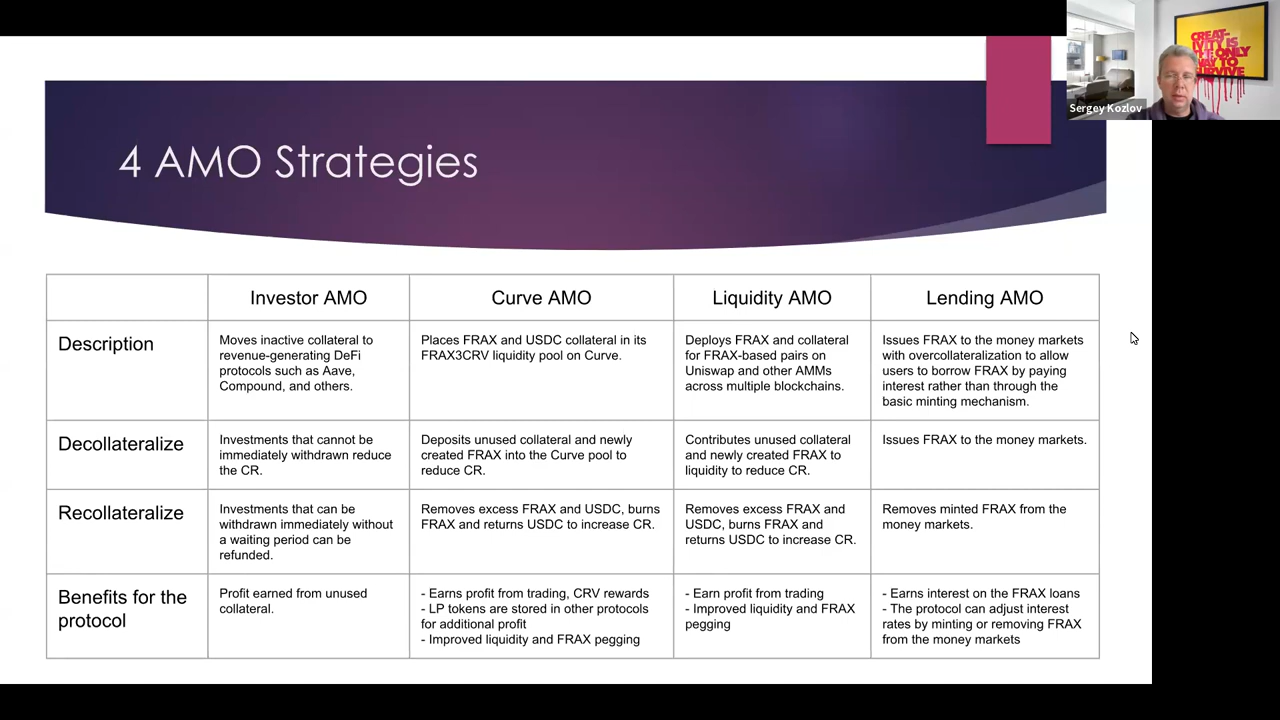 CREAT-
IVITY IS
THE ONLY
WAY TO
SURVIVE
Sergey Kozlov
4 AMO Strategies
Investor AMO
Curve AMO
Liquidity AMO
Lending AMO
Description
Moves inactive collateral to
revenue-generating DeFi
protocols such as Aave,
Compound, and others.
Places FRAX and USDC collateral in its
FRAX3CRV liquidity pool on Curve.
Deploys FRAX and collateral
for FRAX-based pairs on
Uniswap and other AMMs
across multiple blockchains.
Issues FRAX to the money markets
with overcollateralization to allow
users to borrow FRAX by paying
interest rather than through the
basic minting mechanism.
Decollateralize
Investments that cannot be
immediately withdrawn reduce
the CR.
Deposits unused collateral and newly
created FRAX into the Curve pool to
reduce CR.
Contributes unused collateral
and newly created FRAX to
liquidity to reduce CR.
Issues FRAX to the money markets.
Recollateralize
Investments that can be
withdrawn immediately without
a waiting period can be
refunded.
Removes excess FRAX and USDC, burns
FRAX and returns USDC to increase CR.
Removes excess FRAX and
USDC, burns FRAX and
returns USDC to increase CR.
Removes minted FRAX from the
money markets.
Benefits for the
protocol
Profit earned from unused
collateral.
- Earns profit from trading, CRV rewards
- LP tokens are stored in other protocols
for additional profit
- Improved liquidity and FRAX pegging
- Earn profit from trading
- Improved liquidity and FRAX
pegging
- Earns interest on the FRAX loans
- The protocol can adjust interest
rates by minting or removing FRAX
from the money markets